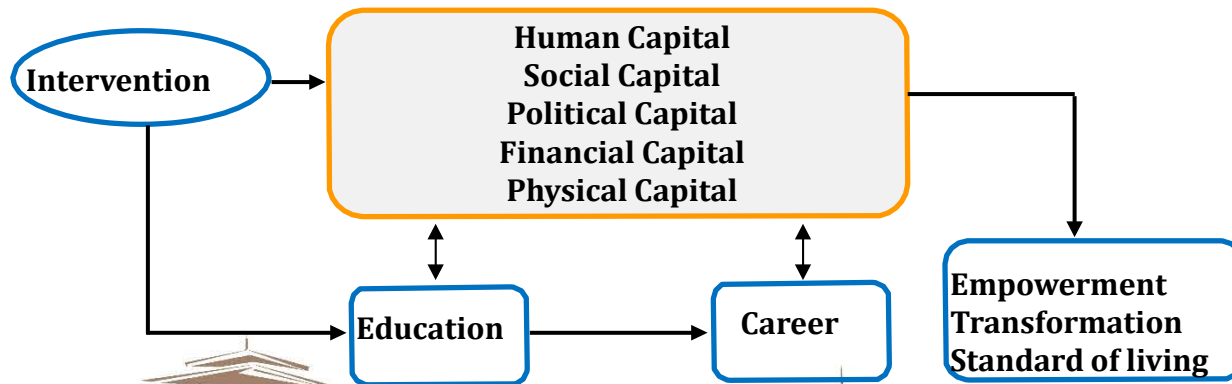 Human Capital
Social Capital
Political Capital
Financial Capital
Physical Capital
Intervention
Education
Career
Empowerment
Transformation
Standard of living